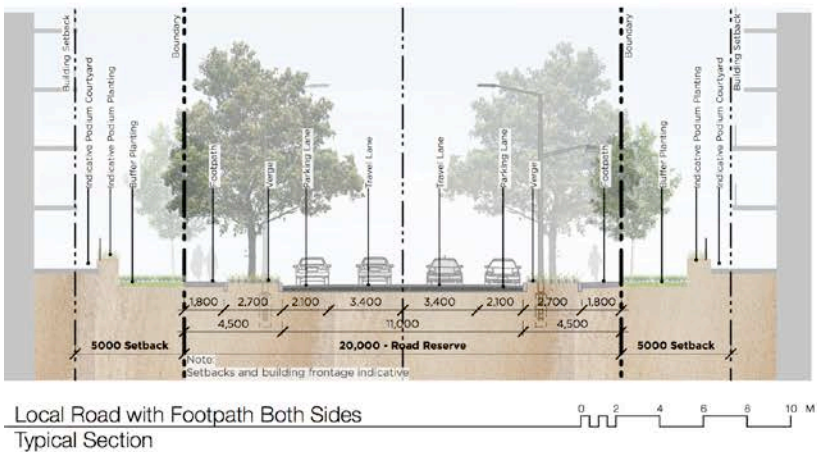 Building Setback
Indicative Podium Courtyard
Indicative Podium Planting
Buffer Planting
Boundary
Footpath
Verge
Parking Lane
Travel Lane
Travel Lane
Parking Lane
Verge
Footpath
Boundary
Buffer Planting
Indicative Podium Planting
Indicative Podium Courtyard
Building Setback
1,800 2,700 2,100 3,400 3,400 2,100 2,700 1,800
4,500 11,000 4,500
5000 Setback 20,000 - Road Reserve 5000 Setback
Note:
Setbacks and building frontage indicative
Local Road with Footpath Both Sides
0 2 4 6 8 10 M
Typical Section